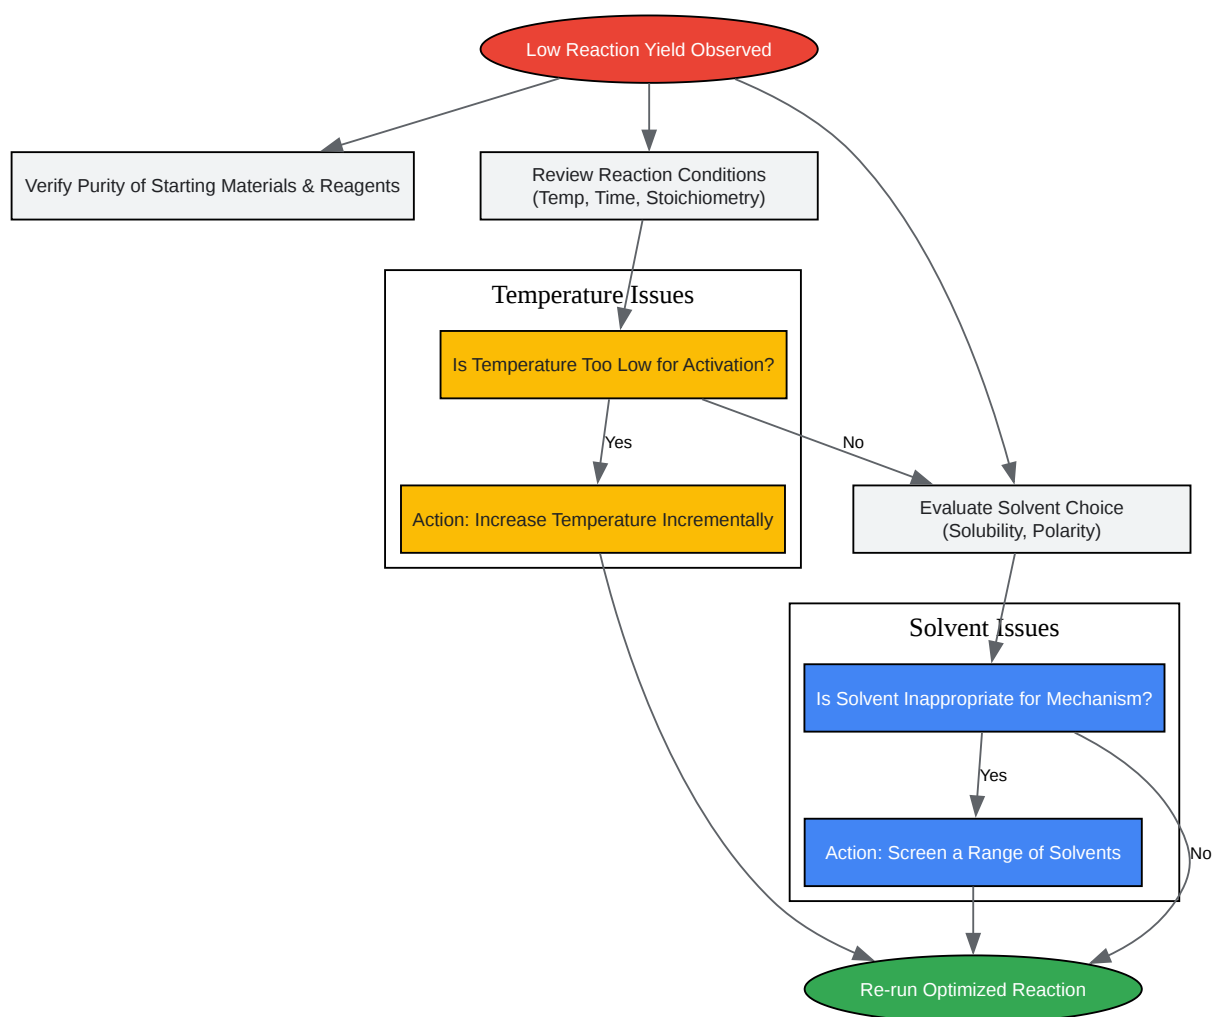 Low Reaction Yield Observed
Verify Purity of Starting Materials & Reagents
Review Reaction Conditions
(Temp, Time, Stoichiometry)
Temperature Issues
Is Temperature Too Low for Activation?
Yes
No
Action: Increase Temperature Incrementally
Evaluate Solvent Choice
(Solubility, Polarity)
Solvent Issues
Is Solvent Inappropriate for Mechanism?
Yes
No
Action: Screen a Range of Solvents
Re-run Optimized Reaction